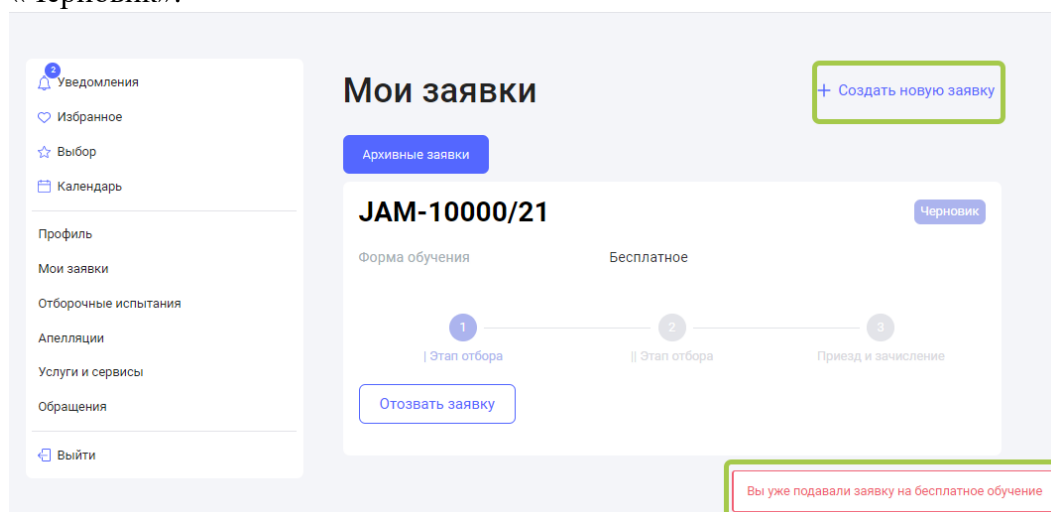 «Черновик».
2
Уведомления
Избранное
Выбор
Календарь
Профиль
Мои заявки
Отборочные испытания
Апелляции
Услуги и сервисы
Обращения
Выйти
Мои заявки
+ Создать новую заявку
Архивные заявки
JAM-10000/21
Черновик
Форма обучения Бесплатное
1 2 3
| Этап отбора || Этап отбора Приезд и зачисление
Отозвать заявку
Вы уже подавали заявку на бесплатное обучение